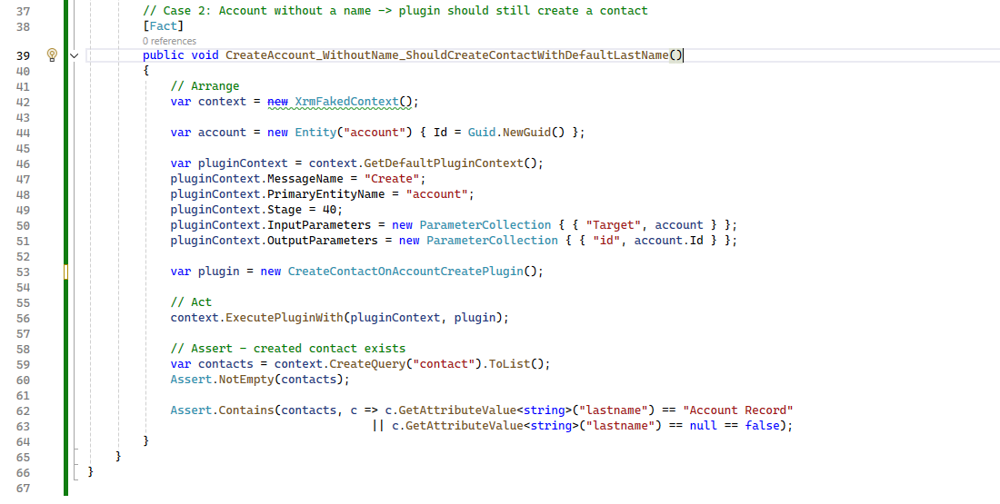 37 // Case 2: Account without a name -> plugin should still create a contact
38 [Fact]
0 references
39 public void CreateAccount_WithoutName_ShouldCreateContactWithDefaultLastName()
40 {
41 // Arrange
42 var context = new XrmFakedContext();
43
44 var account = new Entity("account") { Id = Guid.NewGuid() };
45
46 var pluginContext = context.GetDefaultPluginContext();
47 pluginContext.MessageName = "Create";
48 pluginContext.PrimaryEntityName = "account";
49 pluginContext.Stage = 40;
50 pluginContext.InputParameters = new ParameterCollection { { "Target", account } };
51 pluginContext.OutputParameters = new ParameterCollection { { "id", account.Id } };
52
53 var plugin = new CreateContactOnAccountCreatePlugin();
54
55 // Act
56 context.ExecutePluginWith(pluginContext, plugin);
57
58 // Assert - created contact exists
59 var contacts = context.CreateQuery("contact").ToList();
60 Assert.NotEmpty(contacts);
61
62 Assert.Contains(contacts, c => c.GetAttributeValue<string>("lastname") == "Account Record"
63 || c.GetAttributeValue<string>("lastname") == null == false);
64 }
65 }
66 }
67